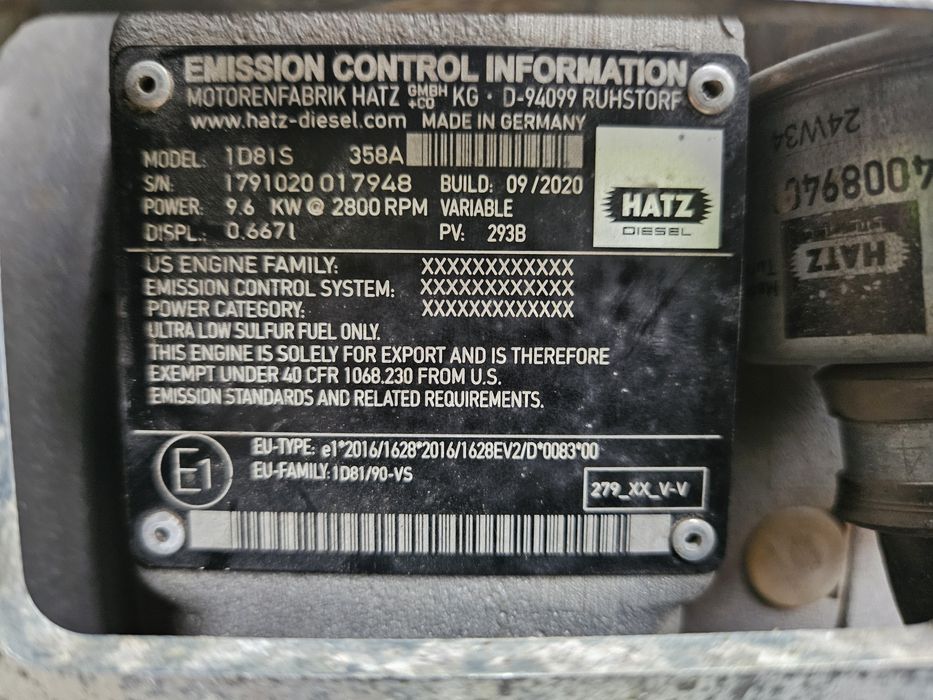 EMISSION CONTROL INFORMATION
MOTORENFABRIK HATZ GMBH +CO KG · D-94099 RUHSTORF
www.hatz-diesel.com MADE IN GERMANY
MODEL: 1D81S 358A
S/N: 1791020 017948 BUILD: 09/2020
POWER: 9.6 KW @ 2800 RPM VARIABLE
DISPL.: 0.667l PV: 293B
HATZ
DIESEL
US ENGINE FAMILY: XXXXXXXXXXXX
EMISSION CONTROL SYSTEM: XXXXXXXXXXXX
POWER CATEGORY: XXXXXXXXXXXX
ULTRA LOW SULFUR FUEL ONLY.
THIS ENGINE IS SOLELY FOR EXPORT AND IS THEREFORE
EXEMPT UNDER 40 CFR 1068.230 FROM U.S.
EMISSION STANDARDS AND RELATED REQUIREMENTS.
E1
EU-TYPE: e1*2016/1628*2016/1628EV2/D*0083*00
EU-FAMILY: 1D81/90-VS
279_XX_V-V
24W34
HATZ